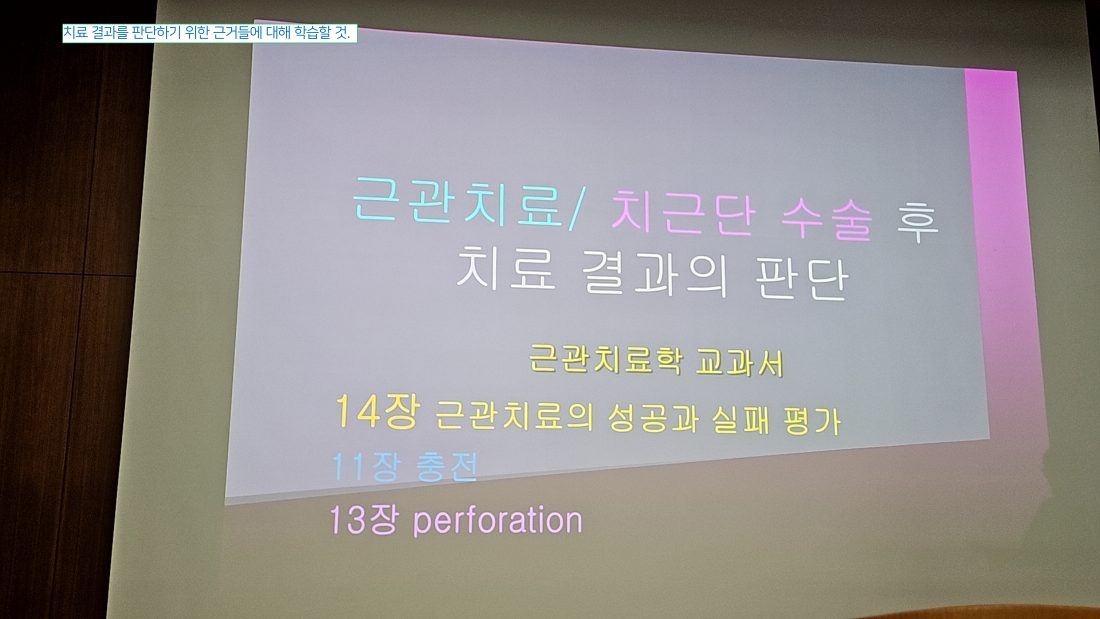 치료 결과를 판단하기 위한 근거들에 대해 학습할 것.
근관치료/ 치근단 수술 후
치료 결과의 판단
근관치료학 교과서
14장 근관치료의 성공과 실패 평가
11장 충전
13장 perforation